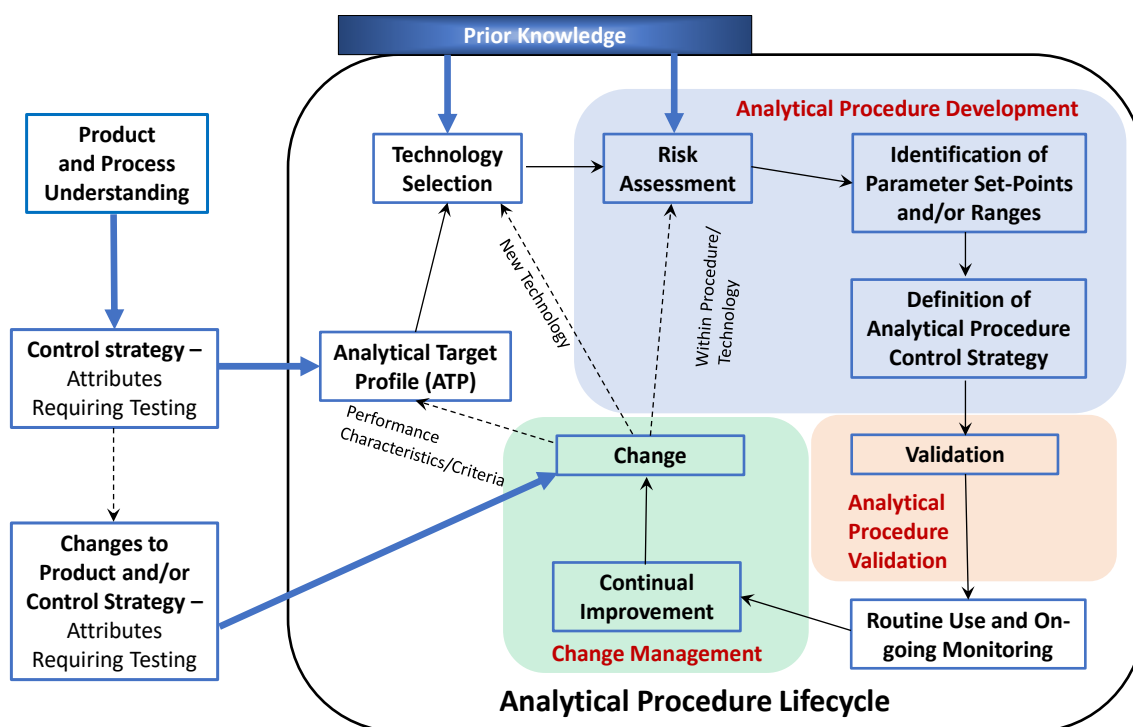 Prior Knowledge
Analytical Procedure Development
Product
and Process
Understanding
Technology
Selection
Risk
Assessment
Identification of
Parameter Set-Points
and/or Ranges
New Technology
Within Procedure/
Technology
Definition of
Analytical Procedure
Control Strategy
Control strategy –
Attributes
Requiring Testing
Analytical Target
Profile (ATP)
Performance
Characteristics/Criteria
Change
Validation
Analytical
Procedure
Validation
Changes to
Product and/or
Control Strategy –
Attributes
Requiring Testing
Continual
Improvement
Change Management
Routine Use and On-
going Monitoring
Analytical Procedure Lifecycle